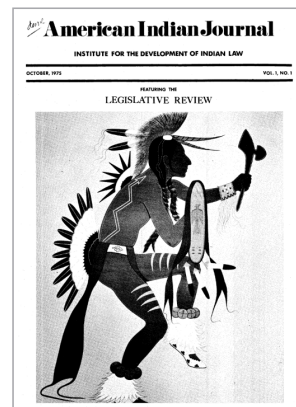 American Indian Journal
INSTITUTE FOR THE DEVELOPMENT OF INDIAN LAW
OCTOBER, 1975 VOL. 1, NO. 1
FEATURING THE
LEGISLATIVE REVIEW